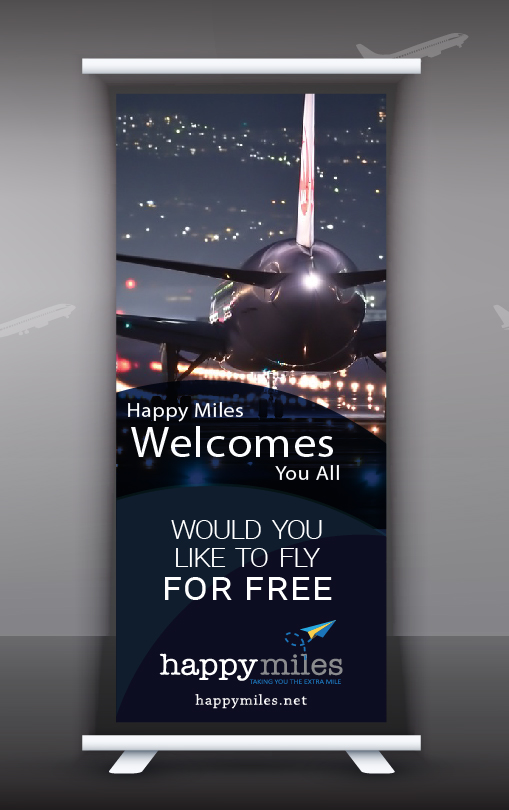 Happy Miles
Welcomes
You All
WOULD YOU
LIKE TO FLY
FOR FREE
happymiles
TAKING YOU THE EXTRA MILE
happymiles.net